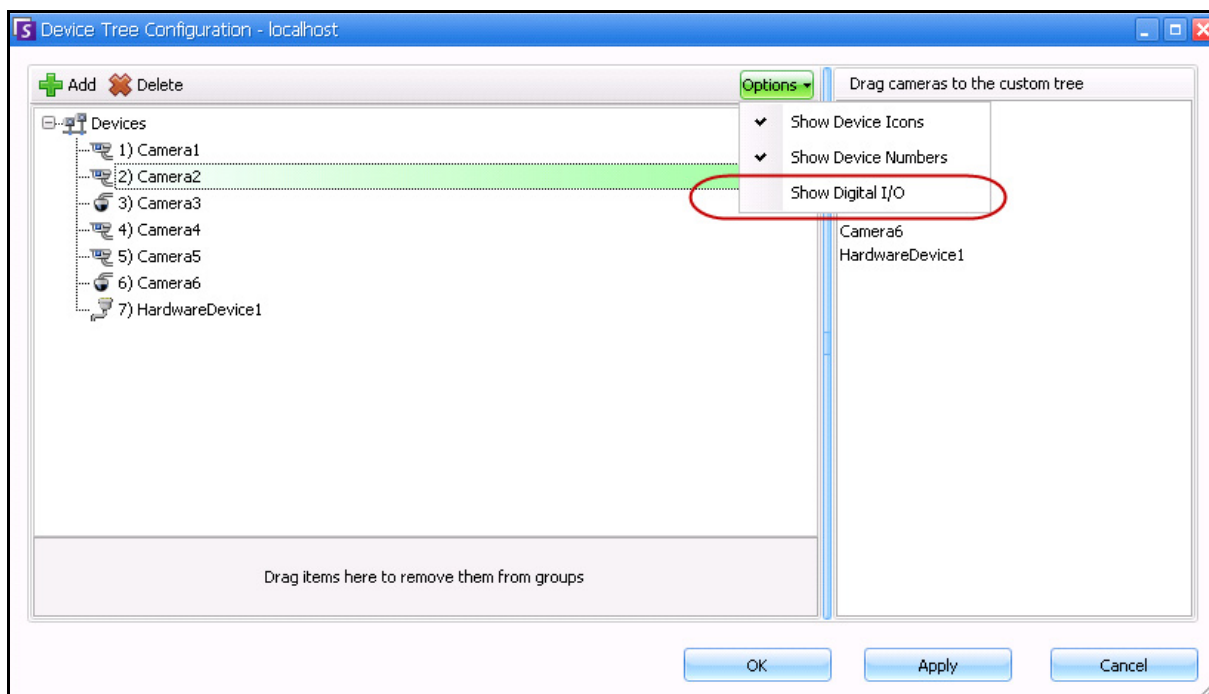 Device Tree Configuration - localhost
Add Delete Options
Drag cameras to the custom tree
Devices
1) Camera1
2) Camera2
3) Camera3
4) Camera4
5) Camera5
6) Camera6
7) HardwareDevice1
Show Device Icons
Show Device Numbers
Show Digital I/O
Camera6
HardwareDevice1
Drag items here to remove them from groups
OK Apply Cancel